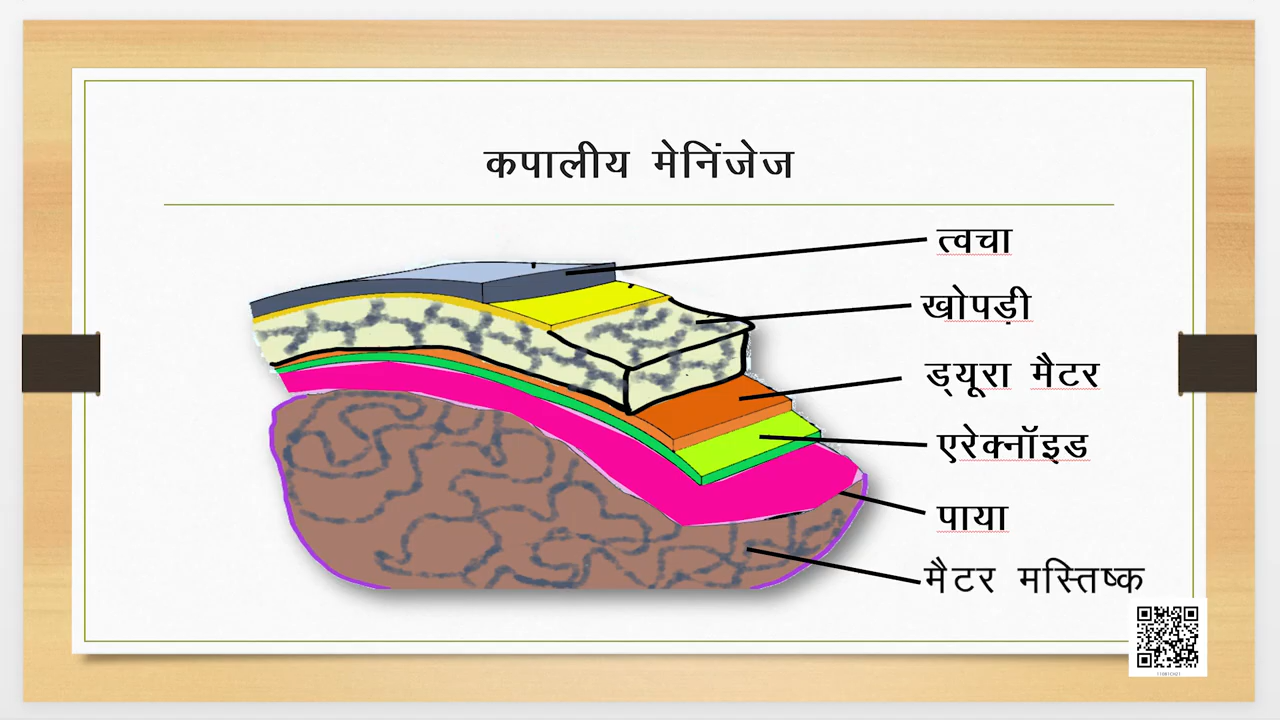 कपालीय मेनिंजेज
त्वचा
खोपड़ी
ड्यूरा मैटर
एरेक्नॉइड
पाया
मैटर मस्तिष्क